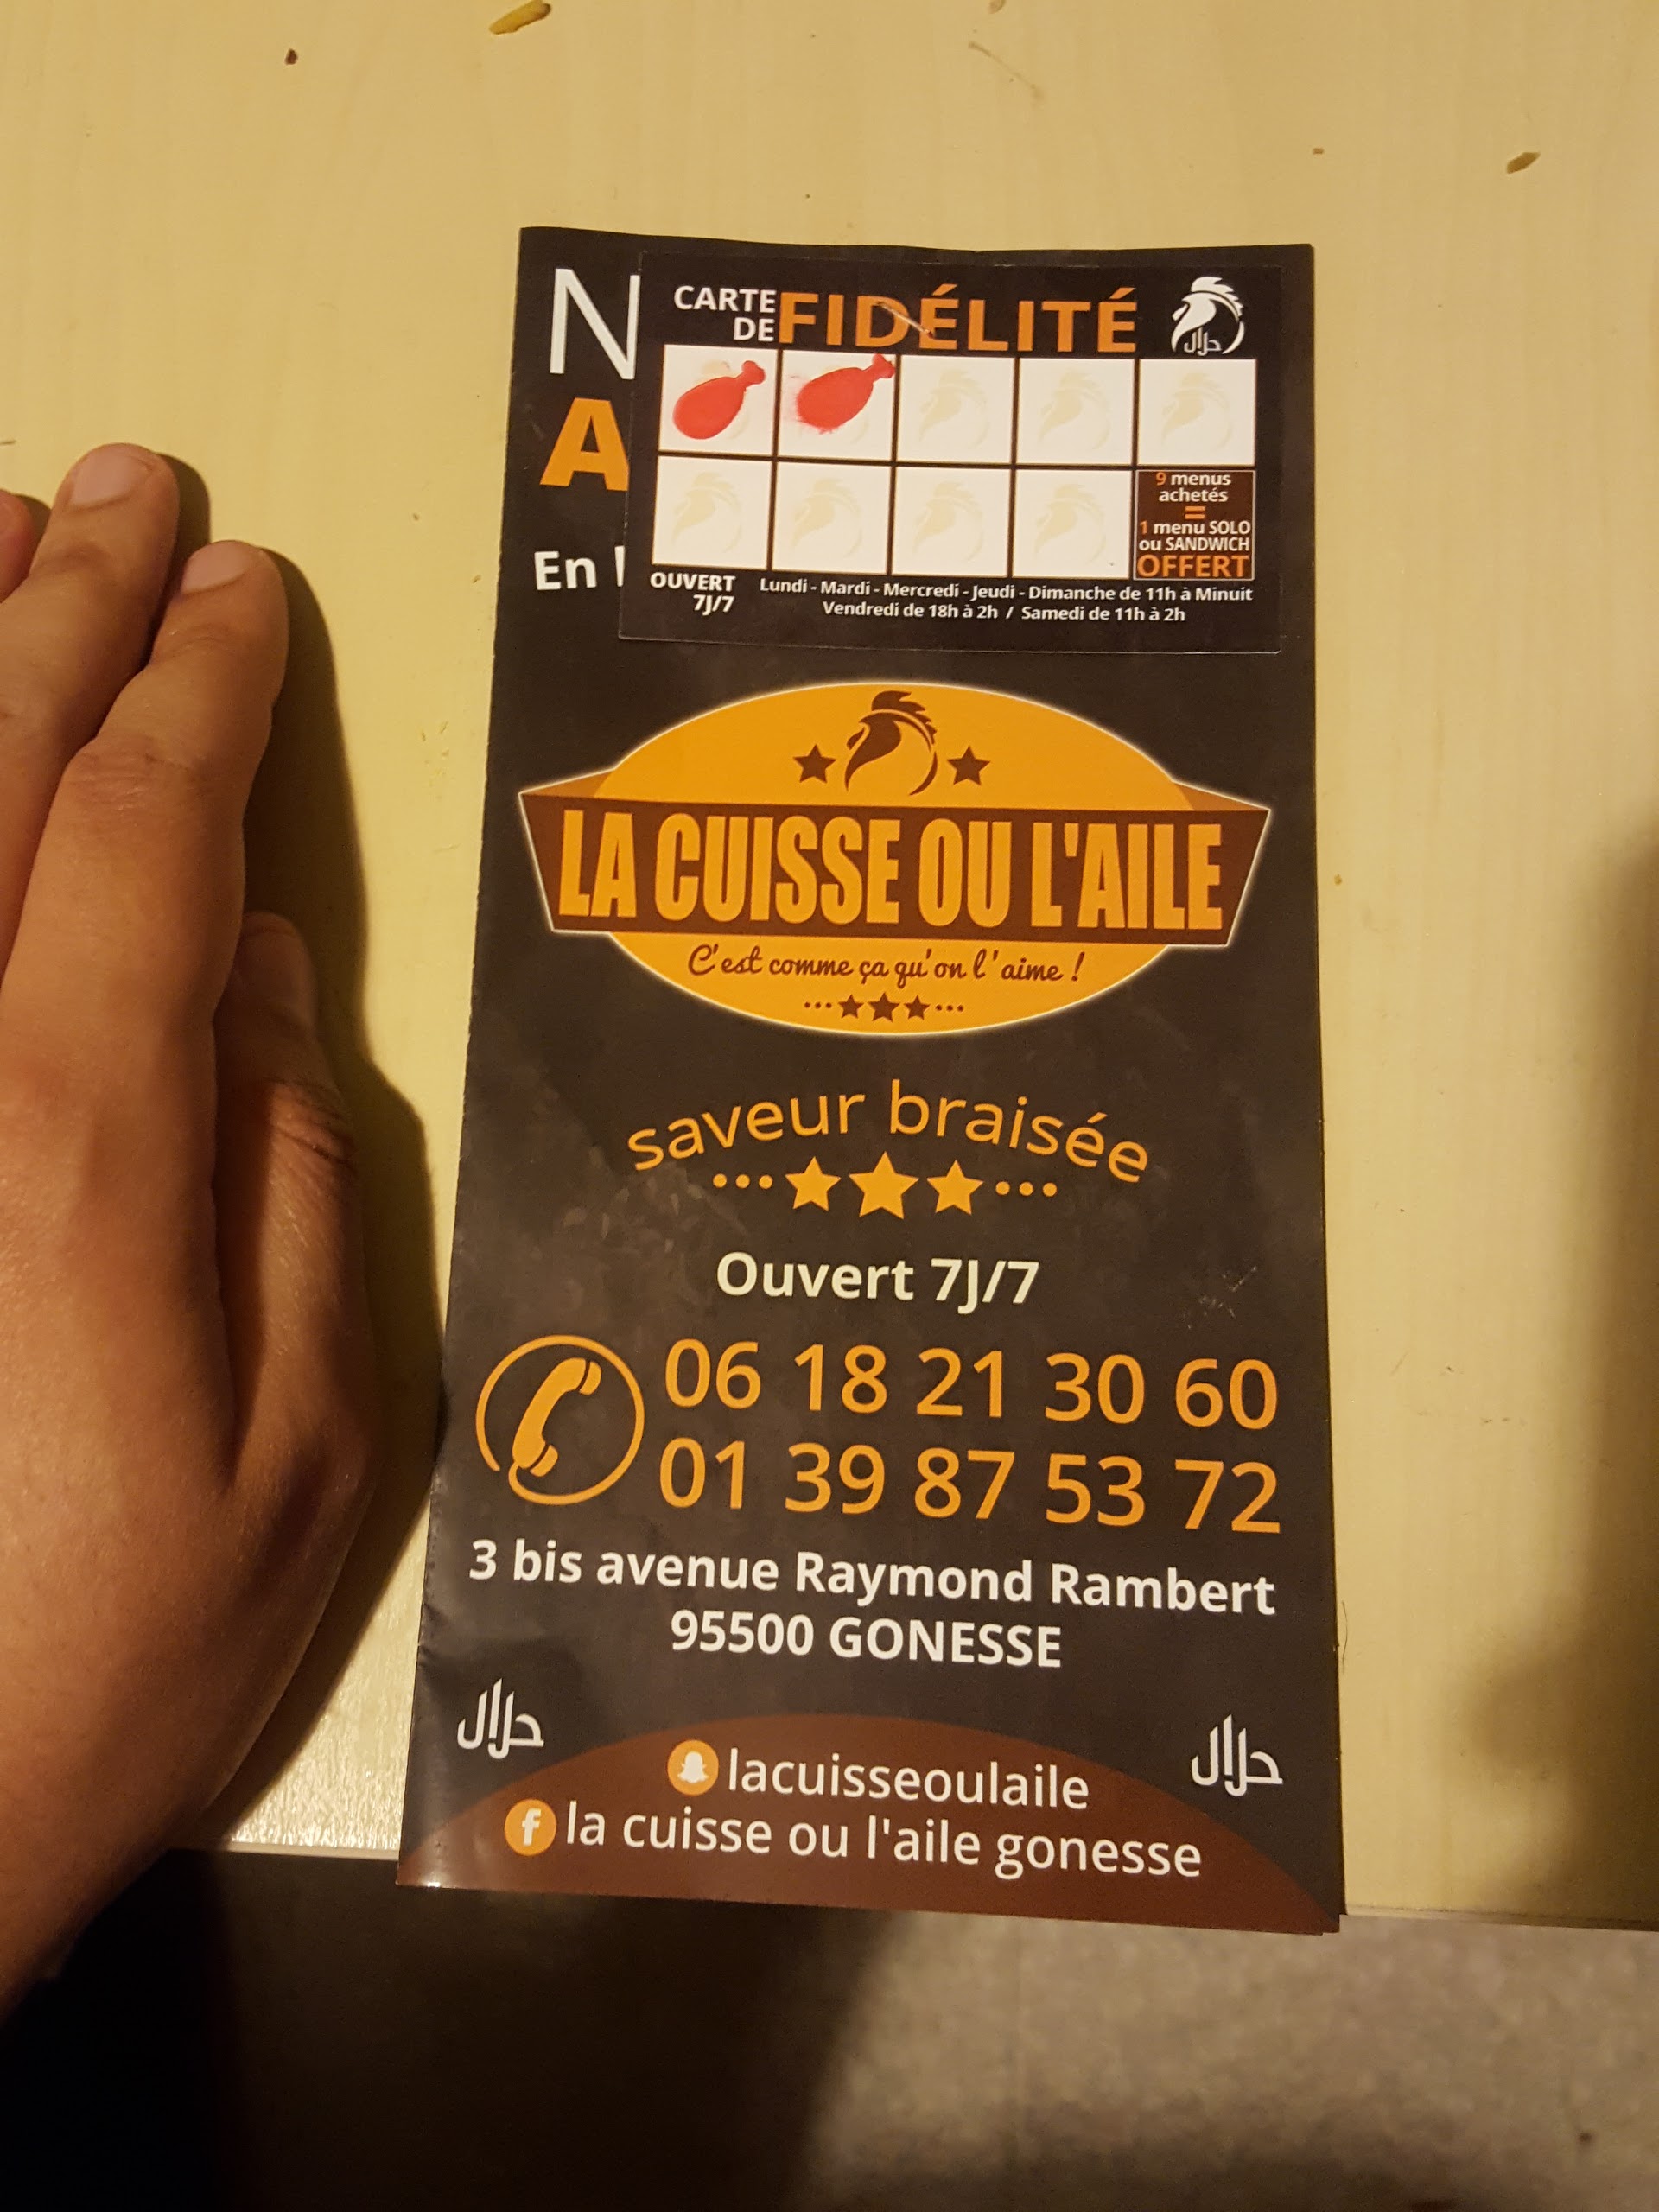 N
A
En
CARTE
DE FIDÉLITÉ
حلال
9 menus
achetés
=
1 menu SOLO
ou SANDWICH
OFFERT
OUVERT
7J/7
Lundi - Mardi - Mercredi - Jeudi - Dimanche de 11h à Minuit
Vendredi de 18h à 2h / Samedi de 11h à 2h
LA CUISSE OU L'AILE
C'est comme ça qu'on l'aime !
saveur braisée
Ouvert 7J/7
06 18 21 30 60
01 39 87 53 72
3 bis avenue Raymond Rambert
95500 GONESSE
حلال
حلال
lacuisseoulaile
f la cuisse ou l'aile gonesse